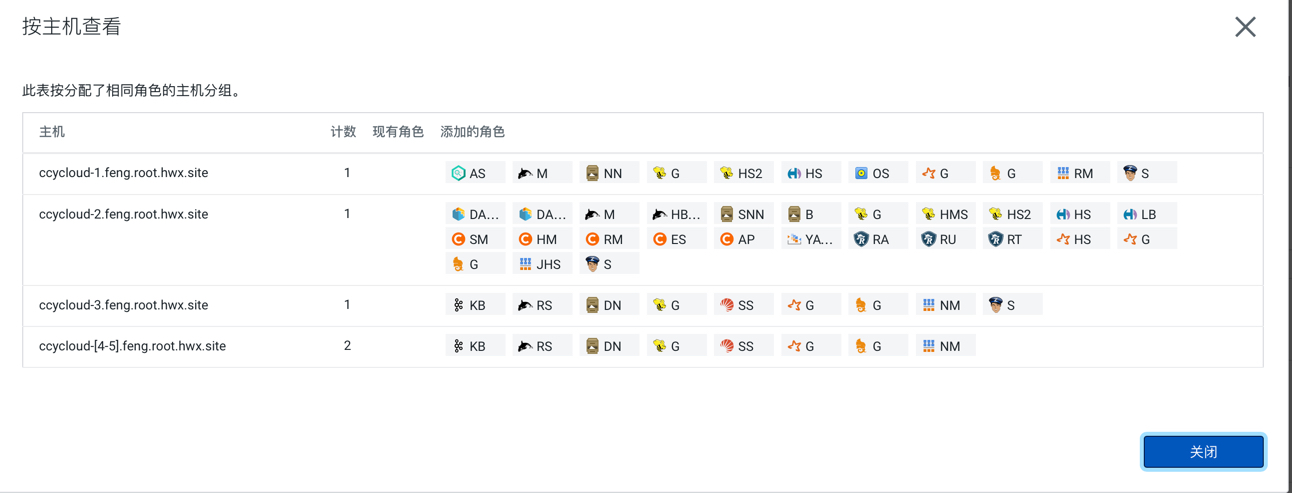 按主机查看
此表按分配了相同角色的主机分组。
主机 计数 现有角色 添加的角色
ccycloud-1.feng.root.hwx.site 1 AS M NN G HS2 HS OS G G RM S
ccycloud-2.feng.root.hwx.site 1 DA... DA... M HB... SNN B G HMS HS2 HS LB
SM HM RM ES AP YA... RA RU RT HS G
G JHS S
ccycloud-3.feng.root.hwx.site 1 KB RS DN G SS G G NM S
ccycloud-[4-5].feng.root.hwx.site 2 KB RS DN G SS G G NM
关闭